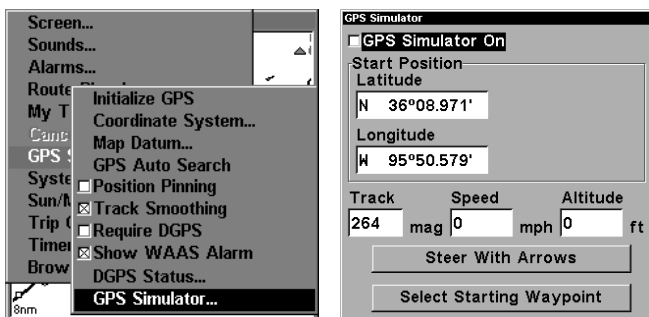 Screen...
Sounds...
Alarms...
Route
My T
Canc
GPS S
Syste
Sun/M
Trip
Timer
Brow
8nm
Initialize GPS
Coordinate System...
Map Datum...
GPS Auto Search
Position Pinning
Track Smoothing
Require DGPS
Show WAAS Alarm
DGPS Status...
GPS Simulator...
GPS Simulator
GPS Simulator On
Start Position
Latitude
N 36º08.971'
Longitude
W 95º50.579'
Track Speed Altitude
264 mag 0 mph 0 ft
Steer With Arrows
Select Starting Waypoint